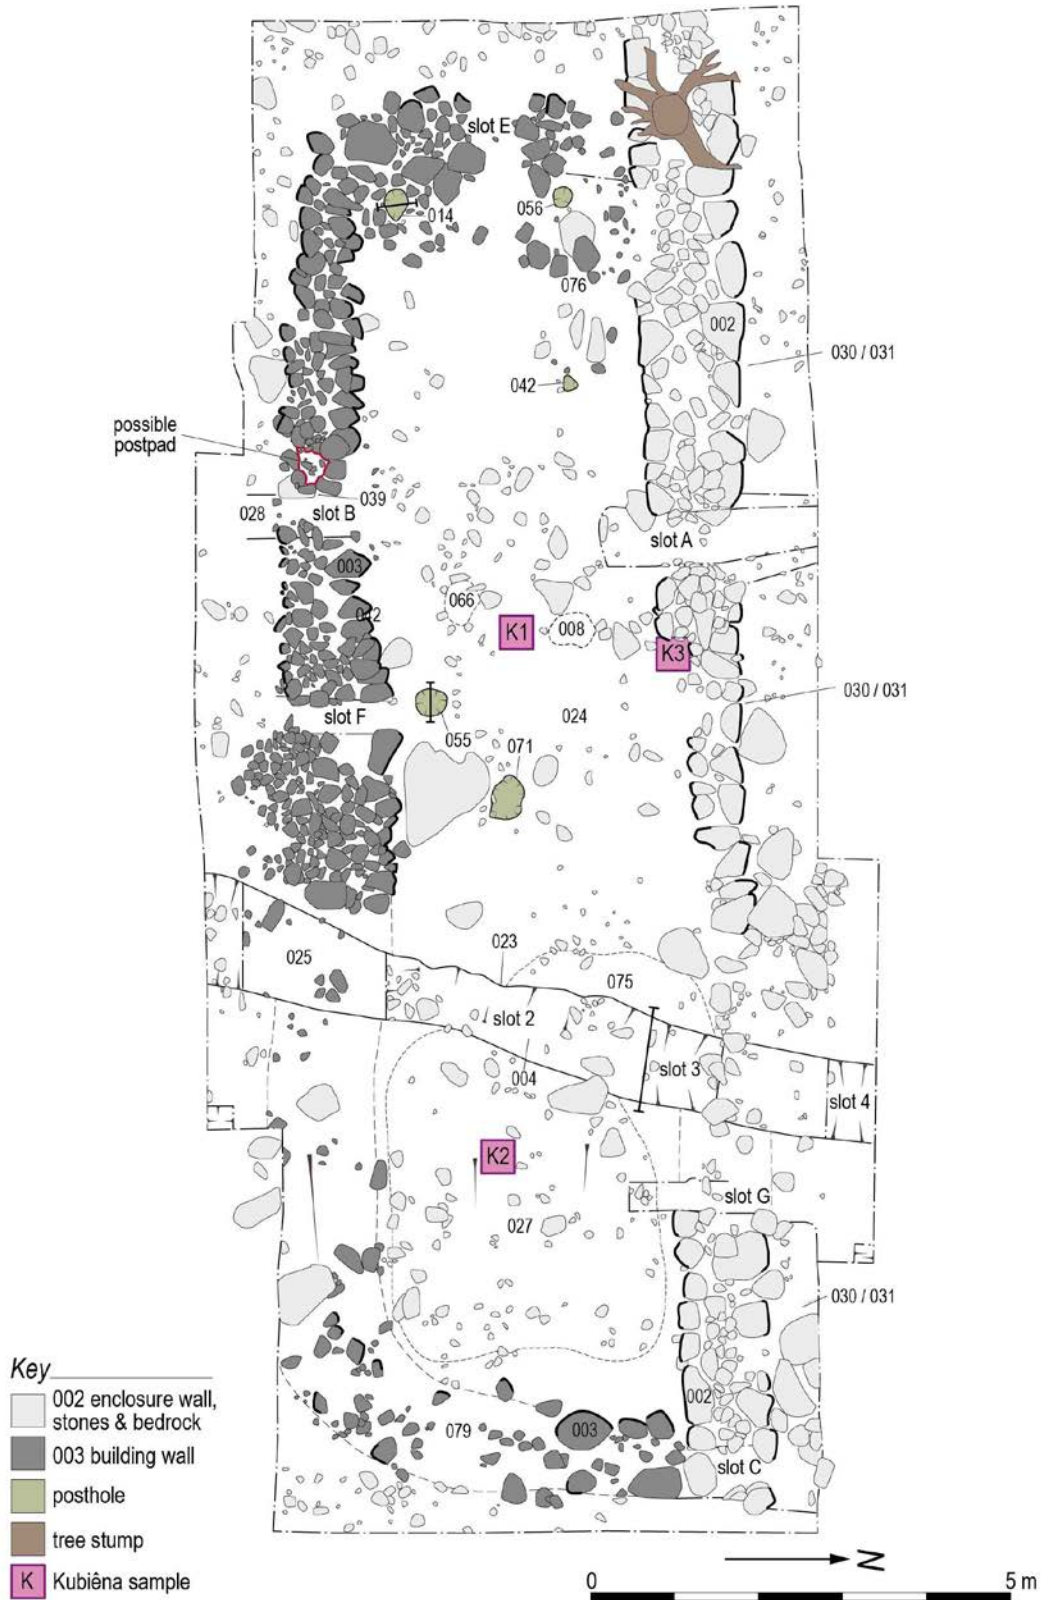 slot E
056
014
076
002
030 / 031
042
possible
postpad
039
028
slot B
slot A
003
042
066
K1
008
K3
030 / 031
024
slot F
055
071
023
025
075
slot 2
004
slot 3
slot 4
K2
slot G
027
030 / 031
002
079
003
slot C
Key
002 enclosure wall,
stones & bedrock
003 building wall
posthole
tree stump
K Kubiêna sample
N
0
5 m